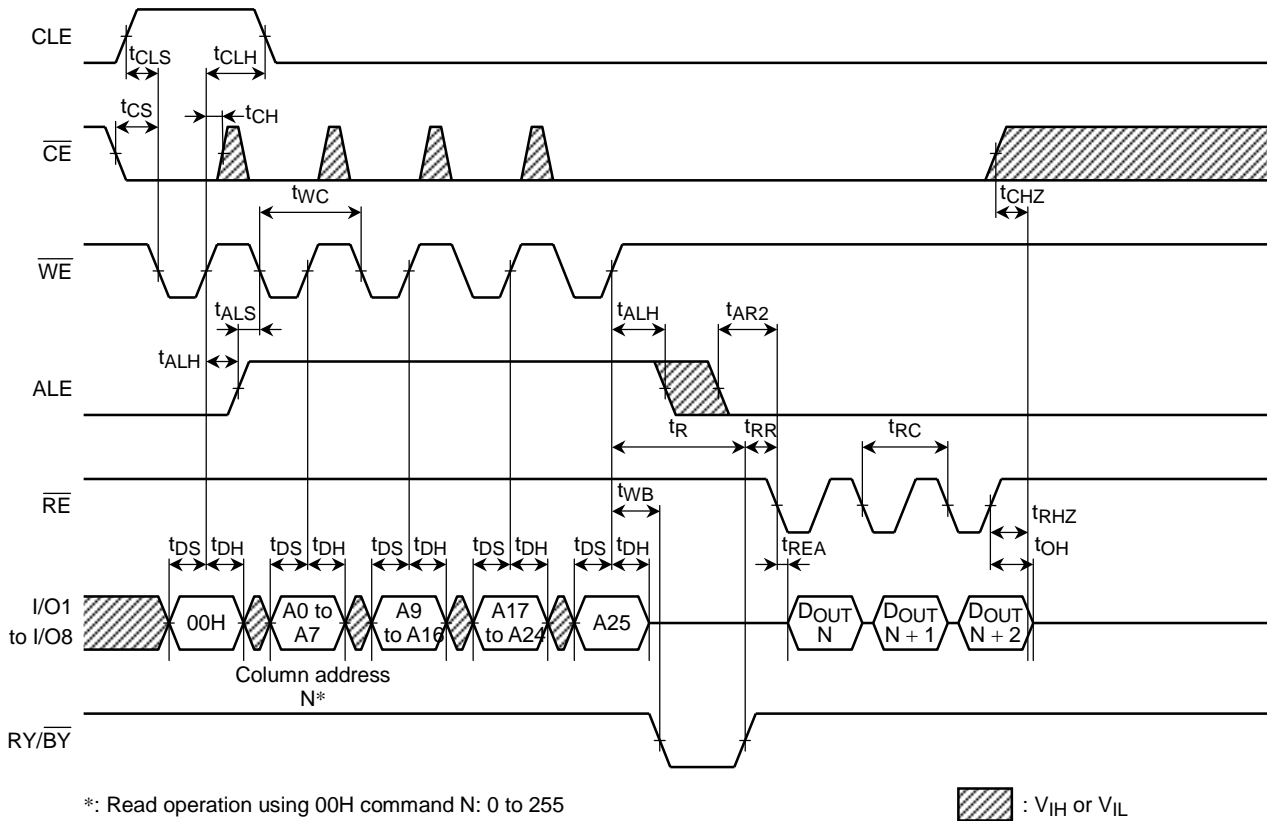 CLE
tCLS
tCLH
tCS
tCH
CE
tWC
tCHZ
WE
tALS
tALH
tAR2
tALH
ALE
tR
tRR
tRC
RE
tWB
tRHZ
tREA
tOH
tDS tDH tDS tDH tDS tDH tDS tDH tDS tDH
I/O1
to I/O8
00H
A0 to
A7
A9
to A16
A17
to A24
A25
DOUT
N
DOUT
N + 1
DOUT
N + 2
Column address
N*
RY/BY
*: Read operation using 00H command N: 0 to 255
: VIH or VIL